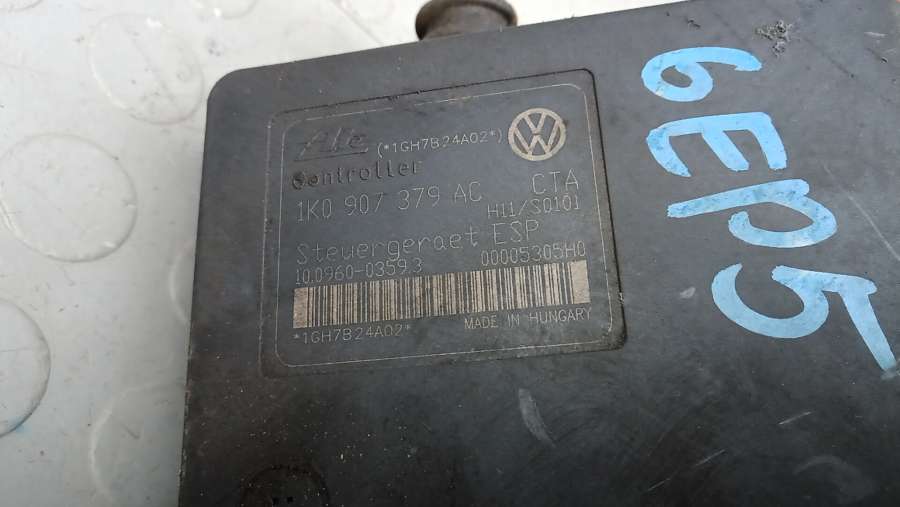 Ate (*1GH7B24A02*)
Controller
1K0 907 379 AC CTA
H11/S0101
Steuergeraet ESP
10.0960-0359.3 00005305H0
*1GH7B24A02* MADE IN HUNGARY
VW
6EP5